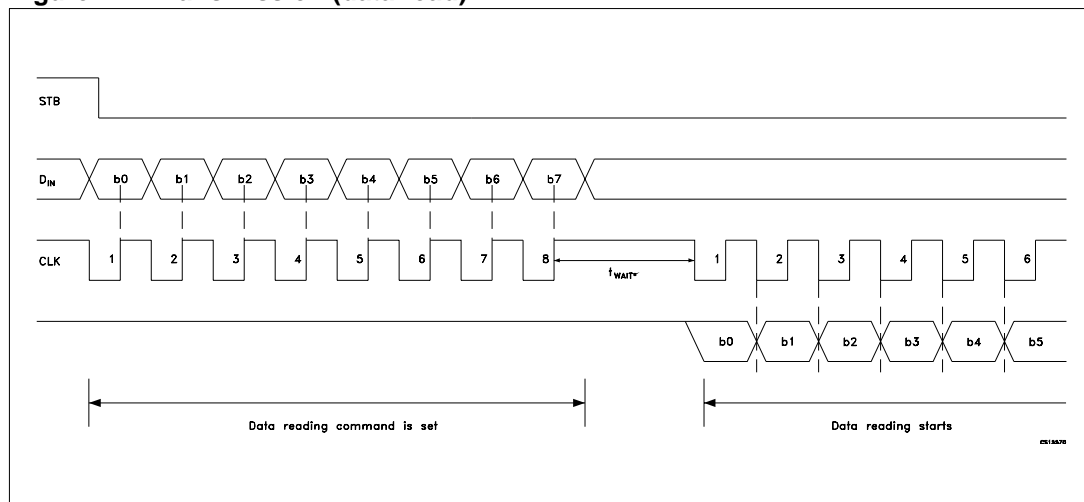 STB
DIN
b0 b1 b2 b3 b4 b5 b6 b7
CLK
1 2 3 4 5 6 7 8 tWAIT 1 2 3 4 5 6
b0 b1 b2 b3 b4 b5
Data reading command is set
Data reading starts